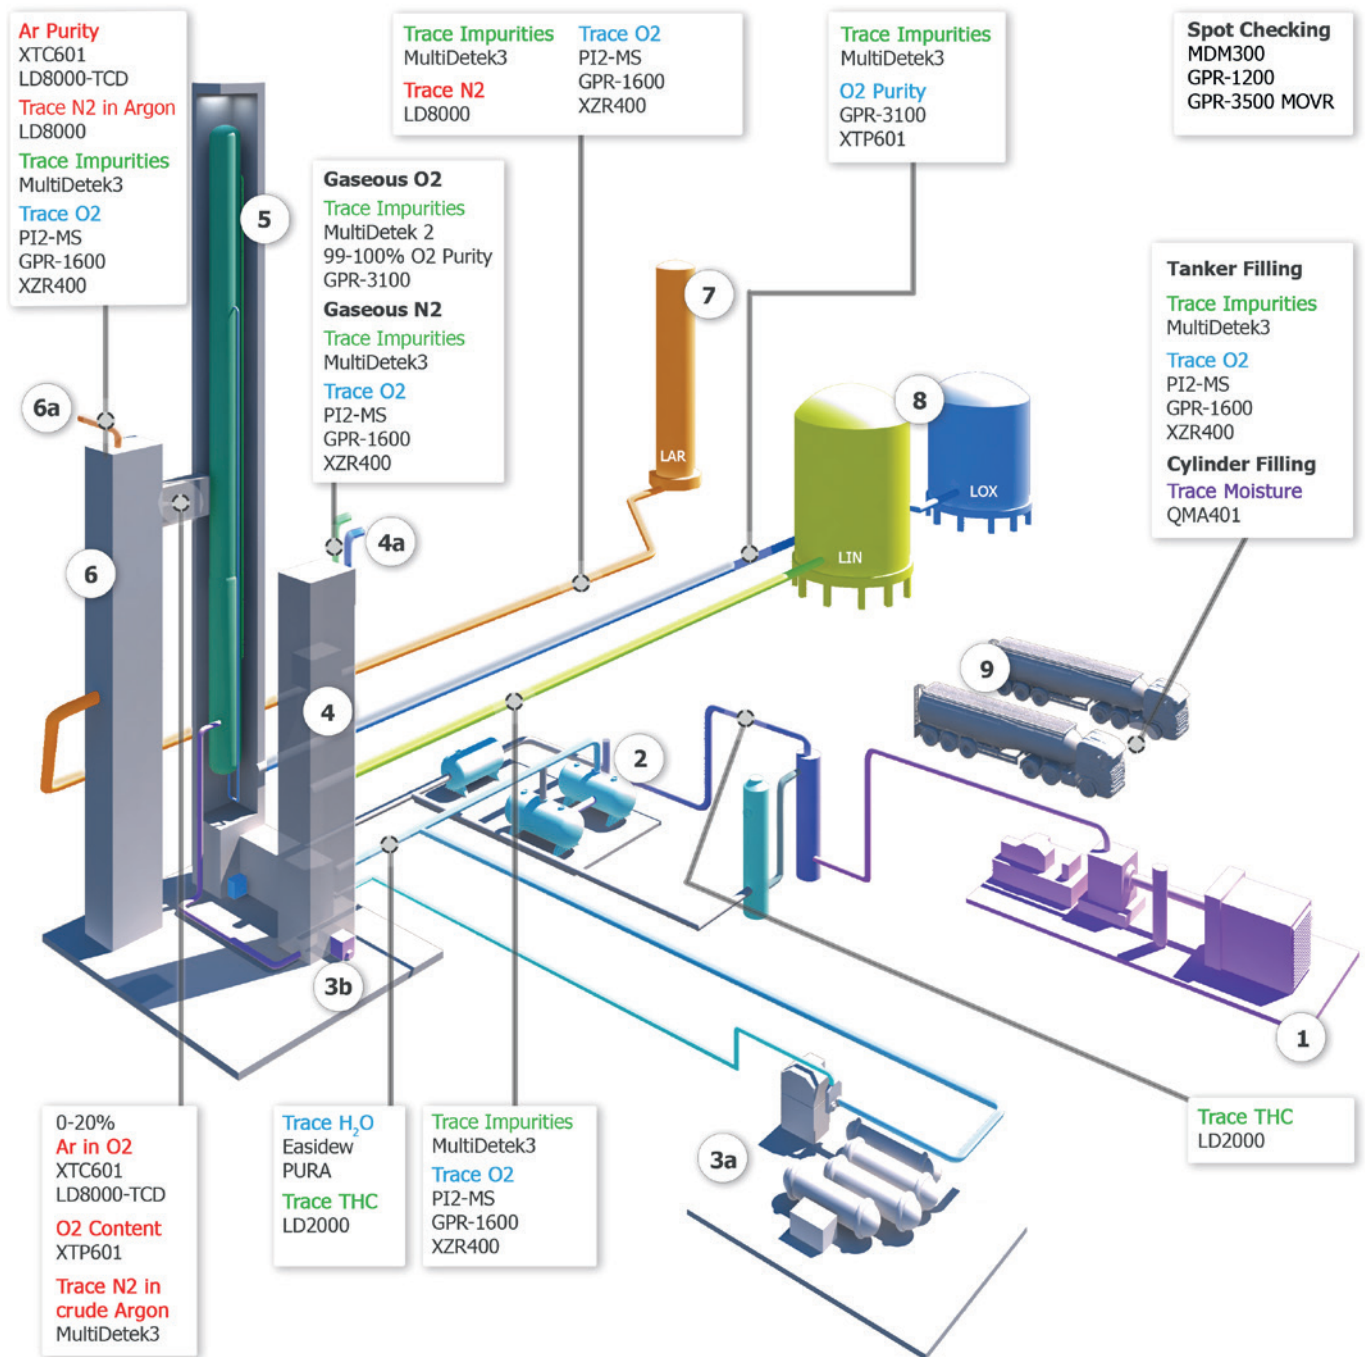 Ar Purity
XTC601
LD8000-TCD
Trace N2 in Argon
LD8000
Trace Impurities
MultiDetek3
Trace O2
PI2-MS
GPR-1600
XZR400
Trace Impurities
MultiDetek3
Trace N2
LD8000
Trace O2
PI2-MS
GPR-1600
XZR400
Trace Impurities
MultiDetek3
O2 Purity
GPR-3100
XTP601
Spot Checking
MDM300
GPR-1200
GPR-3500 MOVR
Gaseous O2
Trace Impurities
MultiDetek 2
99-100% O2 Purity
GPR-3100
Gaseous N2
Trace Impurities
MultiDetek3
Trace O2
PI2-MS
GPR-1600
XZR400
Tanker Filling
Trace Impurities
MultiDetek3
Trace O2
PI2-MS
GPR-1600
XZR400
Cylinder Filling
Trace Moisture
QMA401
5
7
6a
8
LAR
LOX
4a
LIN
6
9
4
2
3b
1
3a
0-20%
Ar in O2
XTC601
LD8000-TCD
O2 Content
XTP601
Trace N2 in
crude Argon
MultiDetek3
Trace H₂O
Easidew
PURA
Trace THC
LD2000
Trace Impurities
MultiDetek3
Trace O2
PI2-MS
GPR-1600
XZR400
Trace THC
LD2000